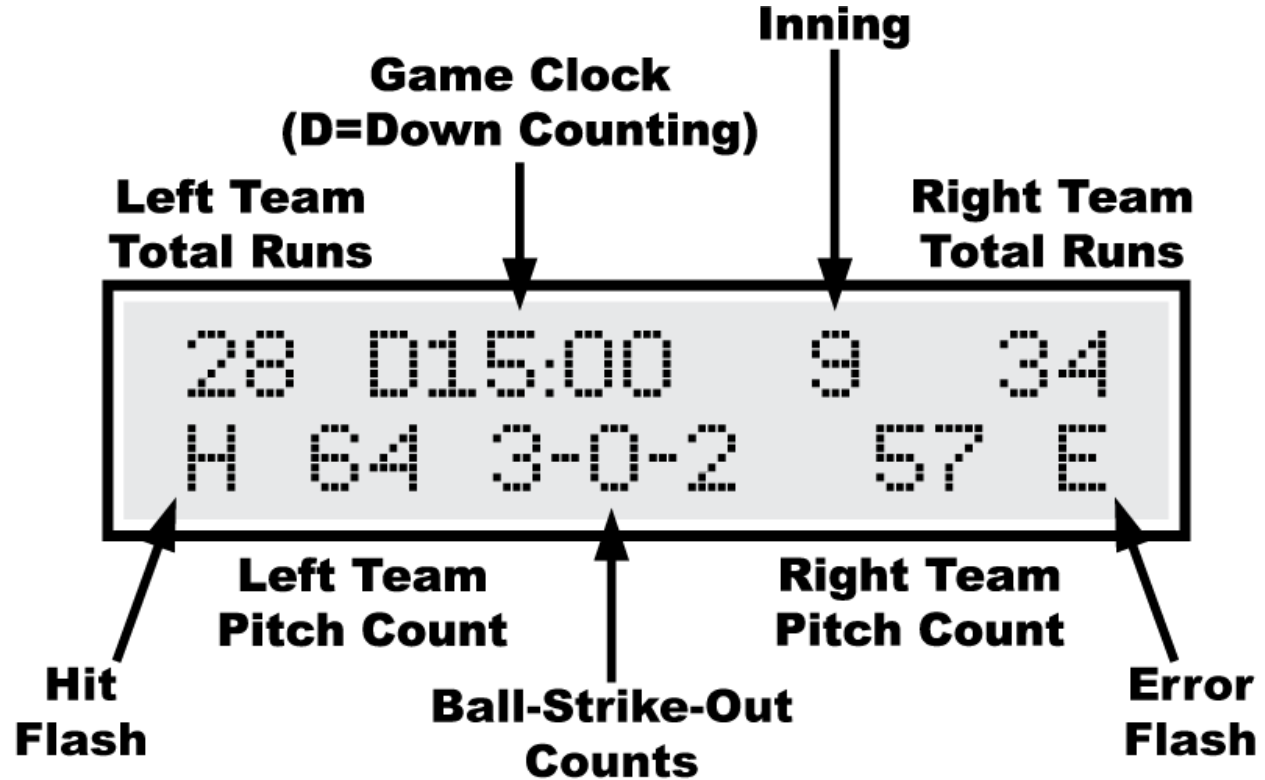 Inning
Game Clock
(D=Down Counting)
Left Team
Total Runs
Right Team
Total Runs
28 D15:00 9 34
H 64 3-0-2 57 E
Left Team
Pitch Count
Right Team
Pitch Count
Hit
Flash
Ball-Strike-Out
Counts
Error
Flash